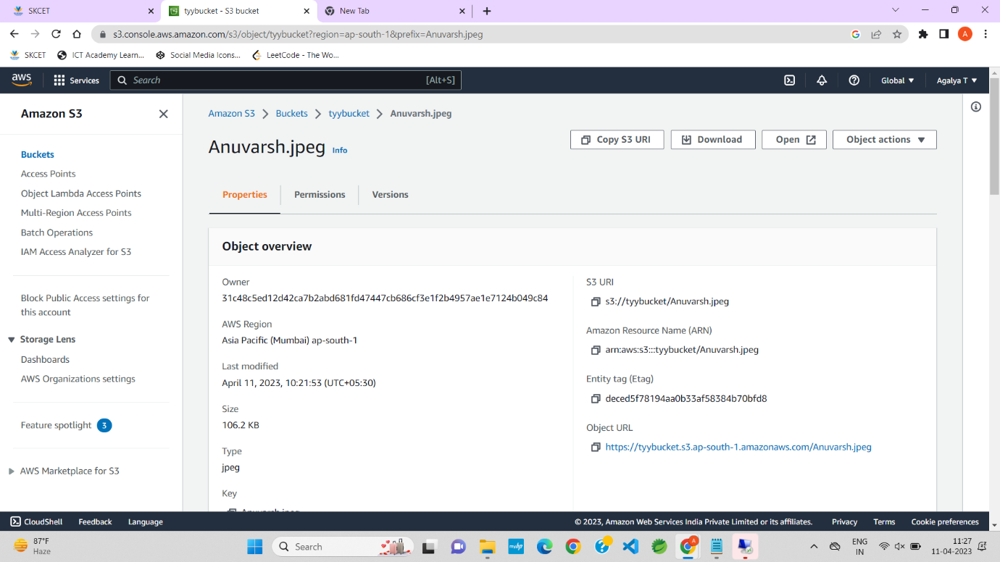 SKCET
tyybucket - S3 bucket
New Tab
s3.console.aws.amazon.com/s3/object/tyybucket?region=ap-south-1&prefix=Anuvarsh.jpeg
A
SKCET
ICT Academy Learn...
Social Media Icons...
LeetCode - The Wo...
aws
Services
Search
[Alt+S]
Global
Agalya T
Amazon S3
Buckets
Access Points
Object Lambda Access Points
Multi-Region Access Points
Batch Operations
IAM Access Analyzer for S3
Block Public Access settings for
this account
Storage Lens
Dashboards
AWS Organizations settings
Feature spotlight 3
AWS Marketplace for S3
Amazon S3 > Buckets > tyybucket > Anuvarsh.jpeg
Anuvarsh.jpeg Info
Copy S3 URI
Download
Open
Object actions
Properties
Permissions
Versions
Object overview
Owner
31c48c5ed12d42ca7b2abd681fd47447cb686cf3e1f2b4957ae1e7124b049c84
AWS Region
Asia Pacific (Mumbai) ap-south-1
Last modified
April 11, 2023, 10:21:53 (UTC+05:30)
Size
106.2 KB
Type
jpeg
Key
Anuvarsh.jpeg
S3 URI
s3://tyybucket/Anuvarsh.jpeg
Amazon Resource Name (ARN)
arn:aws:s3:::tyybucket/Anuvarsh.jpeg
Entity tag (Etag)
deced5f78194aa0b33af58384b70bfd8
Object URL
https://tyybucket.s3.ap-south-1.amazonaws.com/Anuvarsh.jpeg
CloudShell
Feedback
Language
© 2023, Amazon Web Services India Private Limited or its affiliates.
Privacy
Terms
Cookie preferences
87°F
Haze
Search
myhp
A
ENG
IN
11:27
11-04-2023